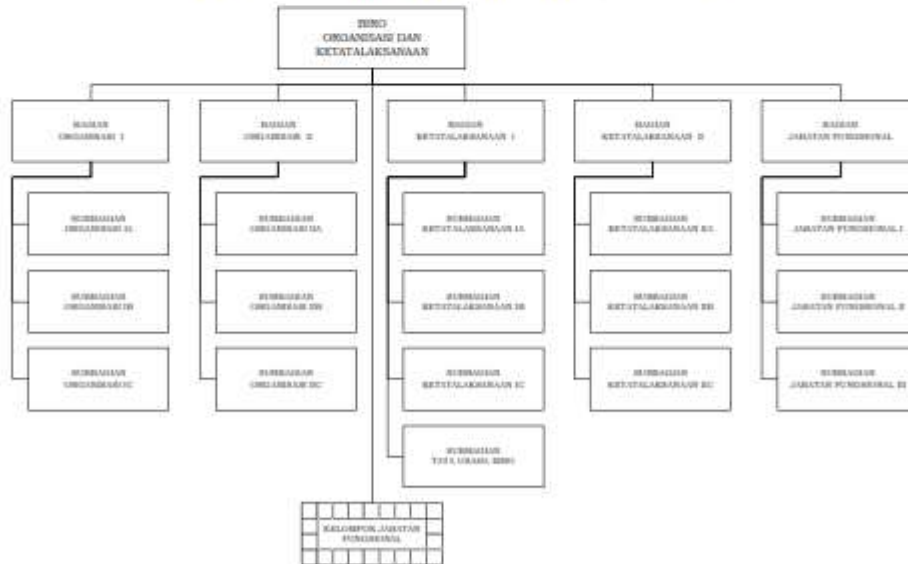 BIRO
ORGANISASI DAN
KETATALAKSANAAN
BAGIAN
ORGANISASI I
BAGIAN
ORGANISASI II
BAGIAN
KETATALAKSANAAN I
BAGIAN
KETATALAKSANAAN II
BAGIAN
JABATAN FUNGSIONAL
SUBBAGIAN
ORGANISASI IA
SUBBAGIAN
ORGANISASI IIA
SUBBAGIAN
KETATALAKSANAAN IA
SUBBAGIAN
KETATALAKSANAAN IIA
SUBBAGIAN
JABATAN FUNGSIONAL I
SUBBAGIAN
ORGANISASI IB
SUBBAGIAN
ORGANISASI IIB
SUBBAGIAN
KETATALAKSANAAN IB
SUBBAGIAN
KETATALAKSANAAN IIB
SUBBAGIAN
JABATAN FUNGSIONAL II
SUBBAGIAN
ORGANISASI IC
SUBBAGIAN
ORGANISASI IIC
SUBBAGIAN
KETATALAKSANAAN IC
SUBBAGIAN
KETATALAKSANAAN IIC
SUBBAGIAN
JABATAN FUNGSIONAL III
SUBBAGIAN
TATA USAHA BIRO
KELOMPOK JABATAN
FUNGSIONAL